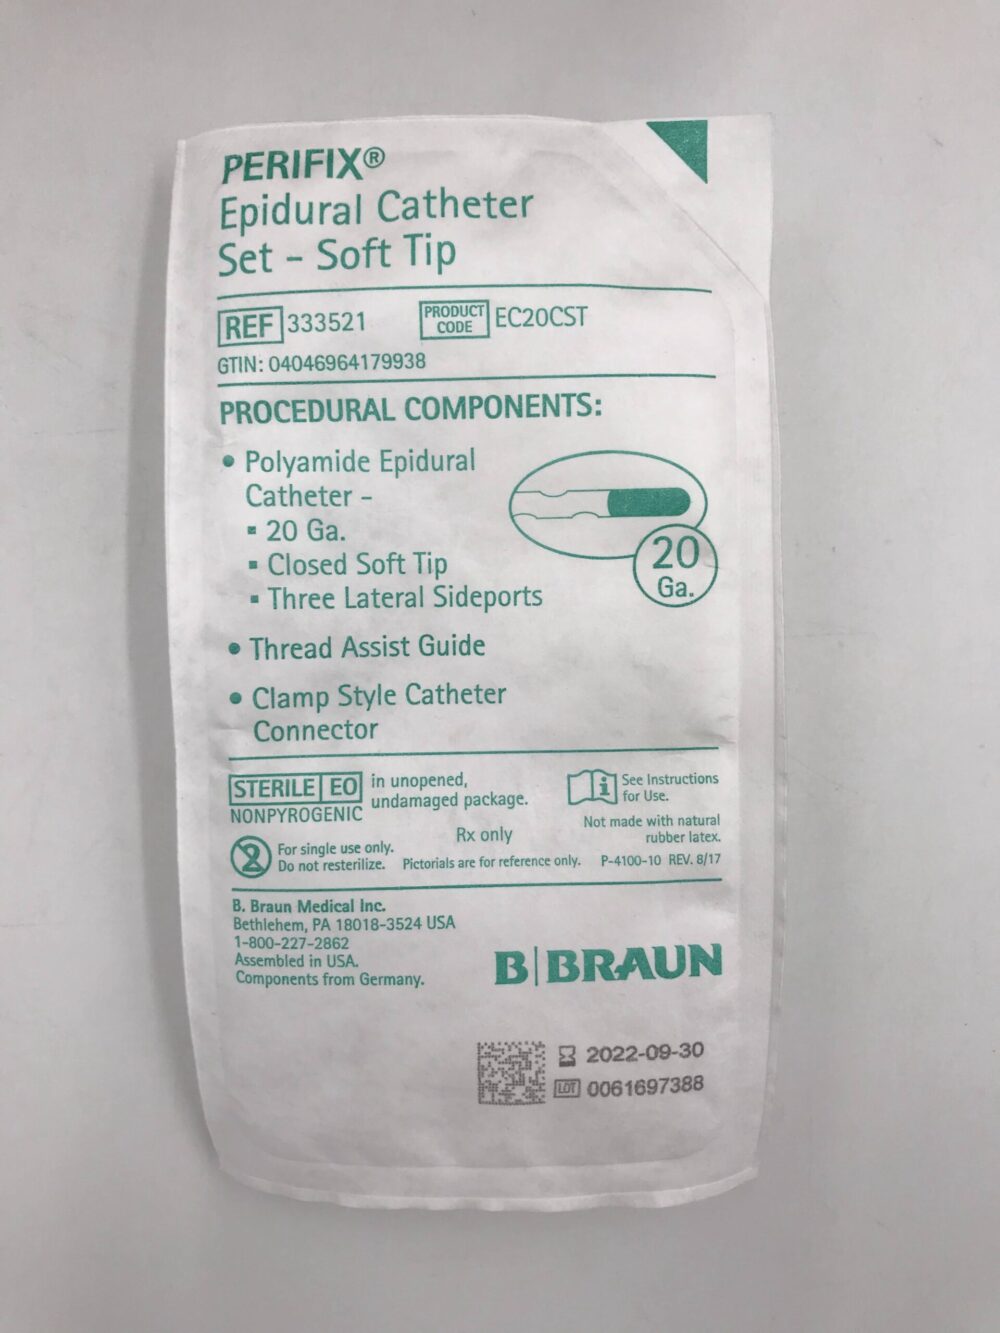 PERIFIX®
Epidural Catheter
Set - Soft Tip
REF 333521
PRODUCT CODE EC20CST
GTIN: 04046964179938
PROCEDURAL COMPONENTS:
• Polyamide Epidural
Catheter -
▪ 20 Ga.
▪ Closed Soft Tip
▪ Three Lateral Sideports
20
Ga.
• Thread Assist Guide
• Clamp Style Catheter
Connector
STERILE EO in unopened,
undamaged package.
NONPYROGENIC
i See Instructions
for Use.
Rx only
Not made with natural
rubber latex.
2 For single use only.
Do not resterilize.
Pictorials are for reference only.
P-4100-10 REV. 8/17
B. Braun Medical Inc.
Bethlehem, PA 18018-3524 USA
1-800-227-2862
Assembled in USA.
Components from Germany.
B|BRAUN
2022-09-30
LOT 0061697388